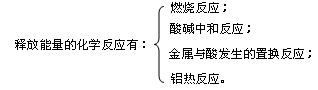 释放能量的化学反应有：
燃烧反应；
酸碱中和反应；
金属与酸发生的置换反应；
铝热反应。